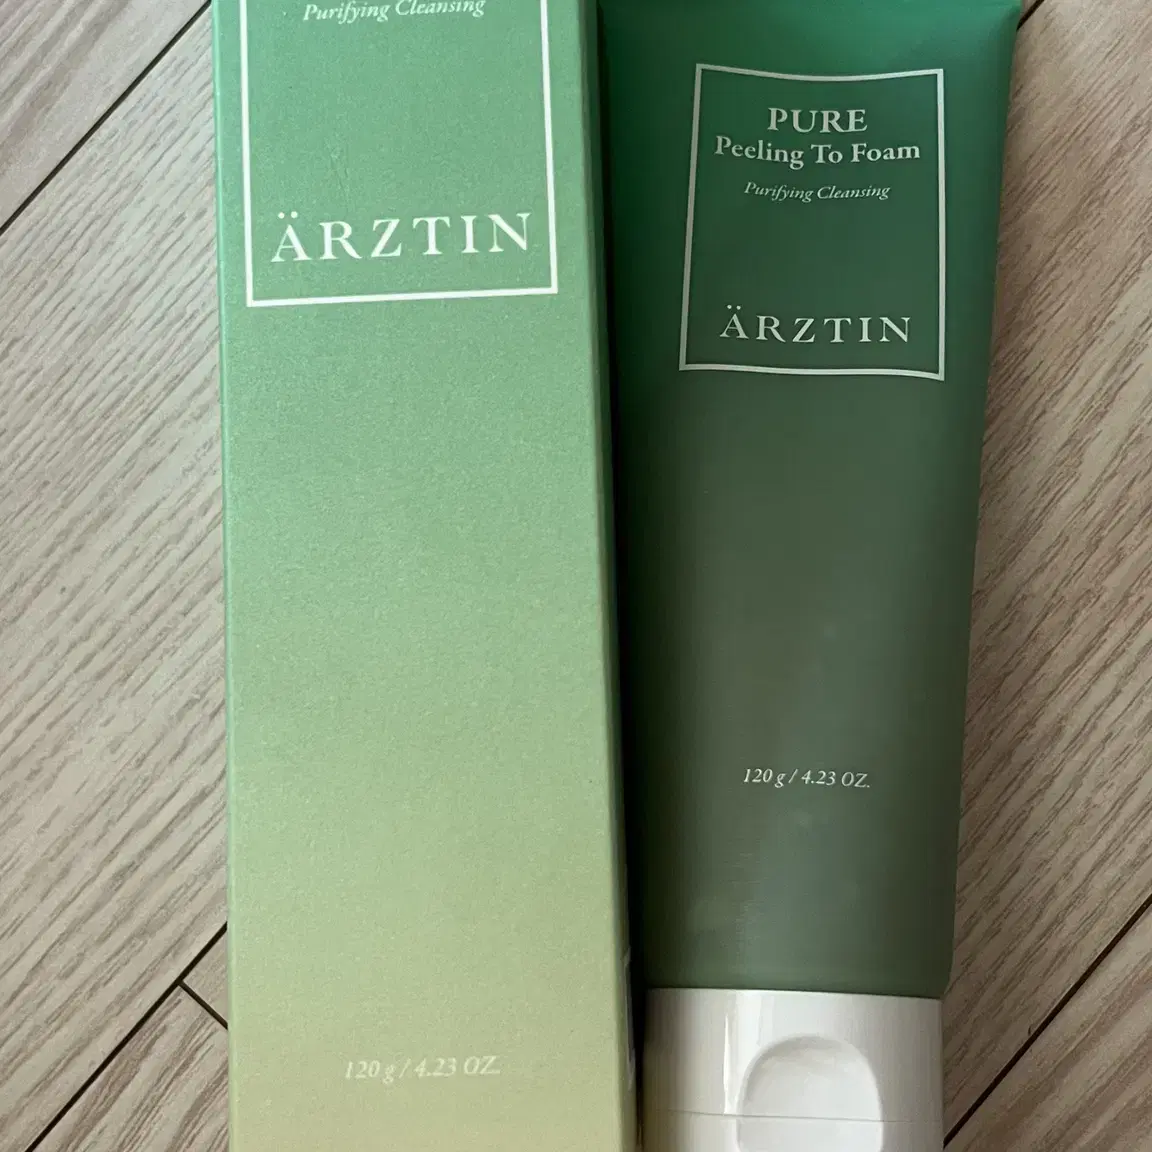 Purifying Cleansing
ÄRZTIN
120 g / 4.23 OZ.
PURE
Peeling To Foam
Purifying Cleansing
ÄRZTIN
120 g / 4.23 OZ.